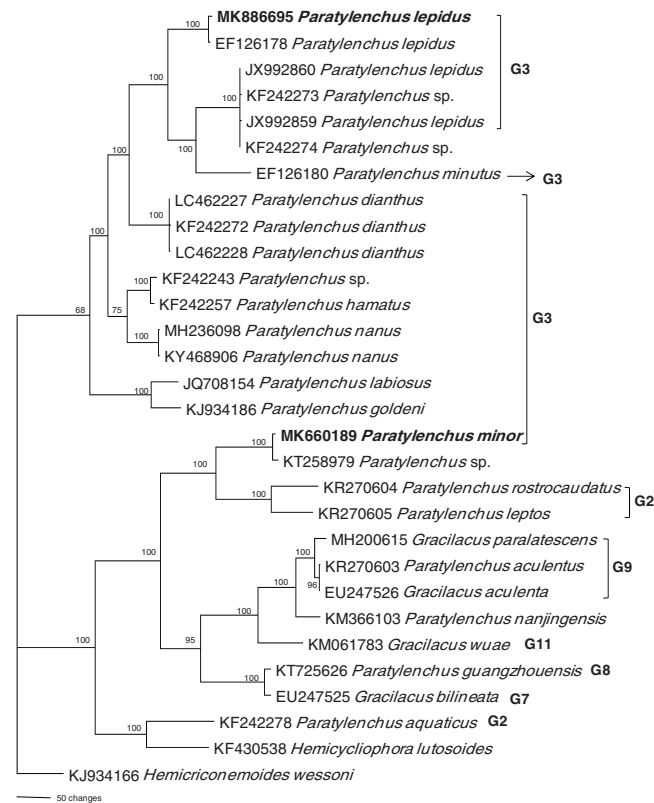 MK886695 Paratylenchus lepidus
100
EF126178 Paratylenchus lepidus
JX992860 Paratylenchus lepidus
G3
100
KF242273 Paratylenchus sp.
100
JX992859 Paratylenchus lepidus
KF242274 Paratylenchus sp.
100
EF126180 Paratylenchus minutus
G3
100
LC462227 Paratylenchus dianthus
100
KF242272 Paratylenchus dianthus
100
LC462228 Paratylenchus dianthus
KF242243 Paratylenchus sp.
100
KF242257 Paratylenchus hamatus
68
75
G3
MH236098 Paratylenchus nanus
100
KY468906 Paratylenchus nanus
JQ708154 Paratylenchus labiosus
100
KJ934186 Paratylenchus goldeni
MK660189 Paratylenchus minor
100
KT258979 Paratylenchus sp.
100
KR270604 Paratylenchus rostrocaudatus
100
G2
KR270605 Paratylenchus leptos
MH200615 Gracilacus paralatescens
100
100
KR270603 Paratylenchus aculentus
G9
96
EU247526 Gracilacus aculenta
100
100
KM366103 Paratylenchus nanjingensis
95
KM061783 Gracilacus wuae G11
100
KT725626 Paratylenchus guangzhouensis G8
100
EU247525 Gracilacus bilineata G7
KF242278 Paratylenchus aquaticus G2
100
KF430538 Hemicycliophora lutosoides
KJ934166 Hemicriconemoides wessoni
50 changes